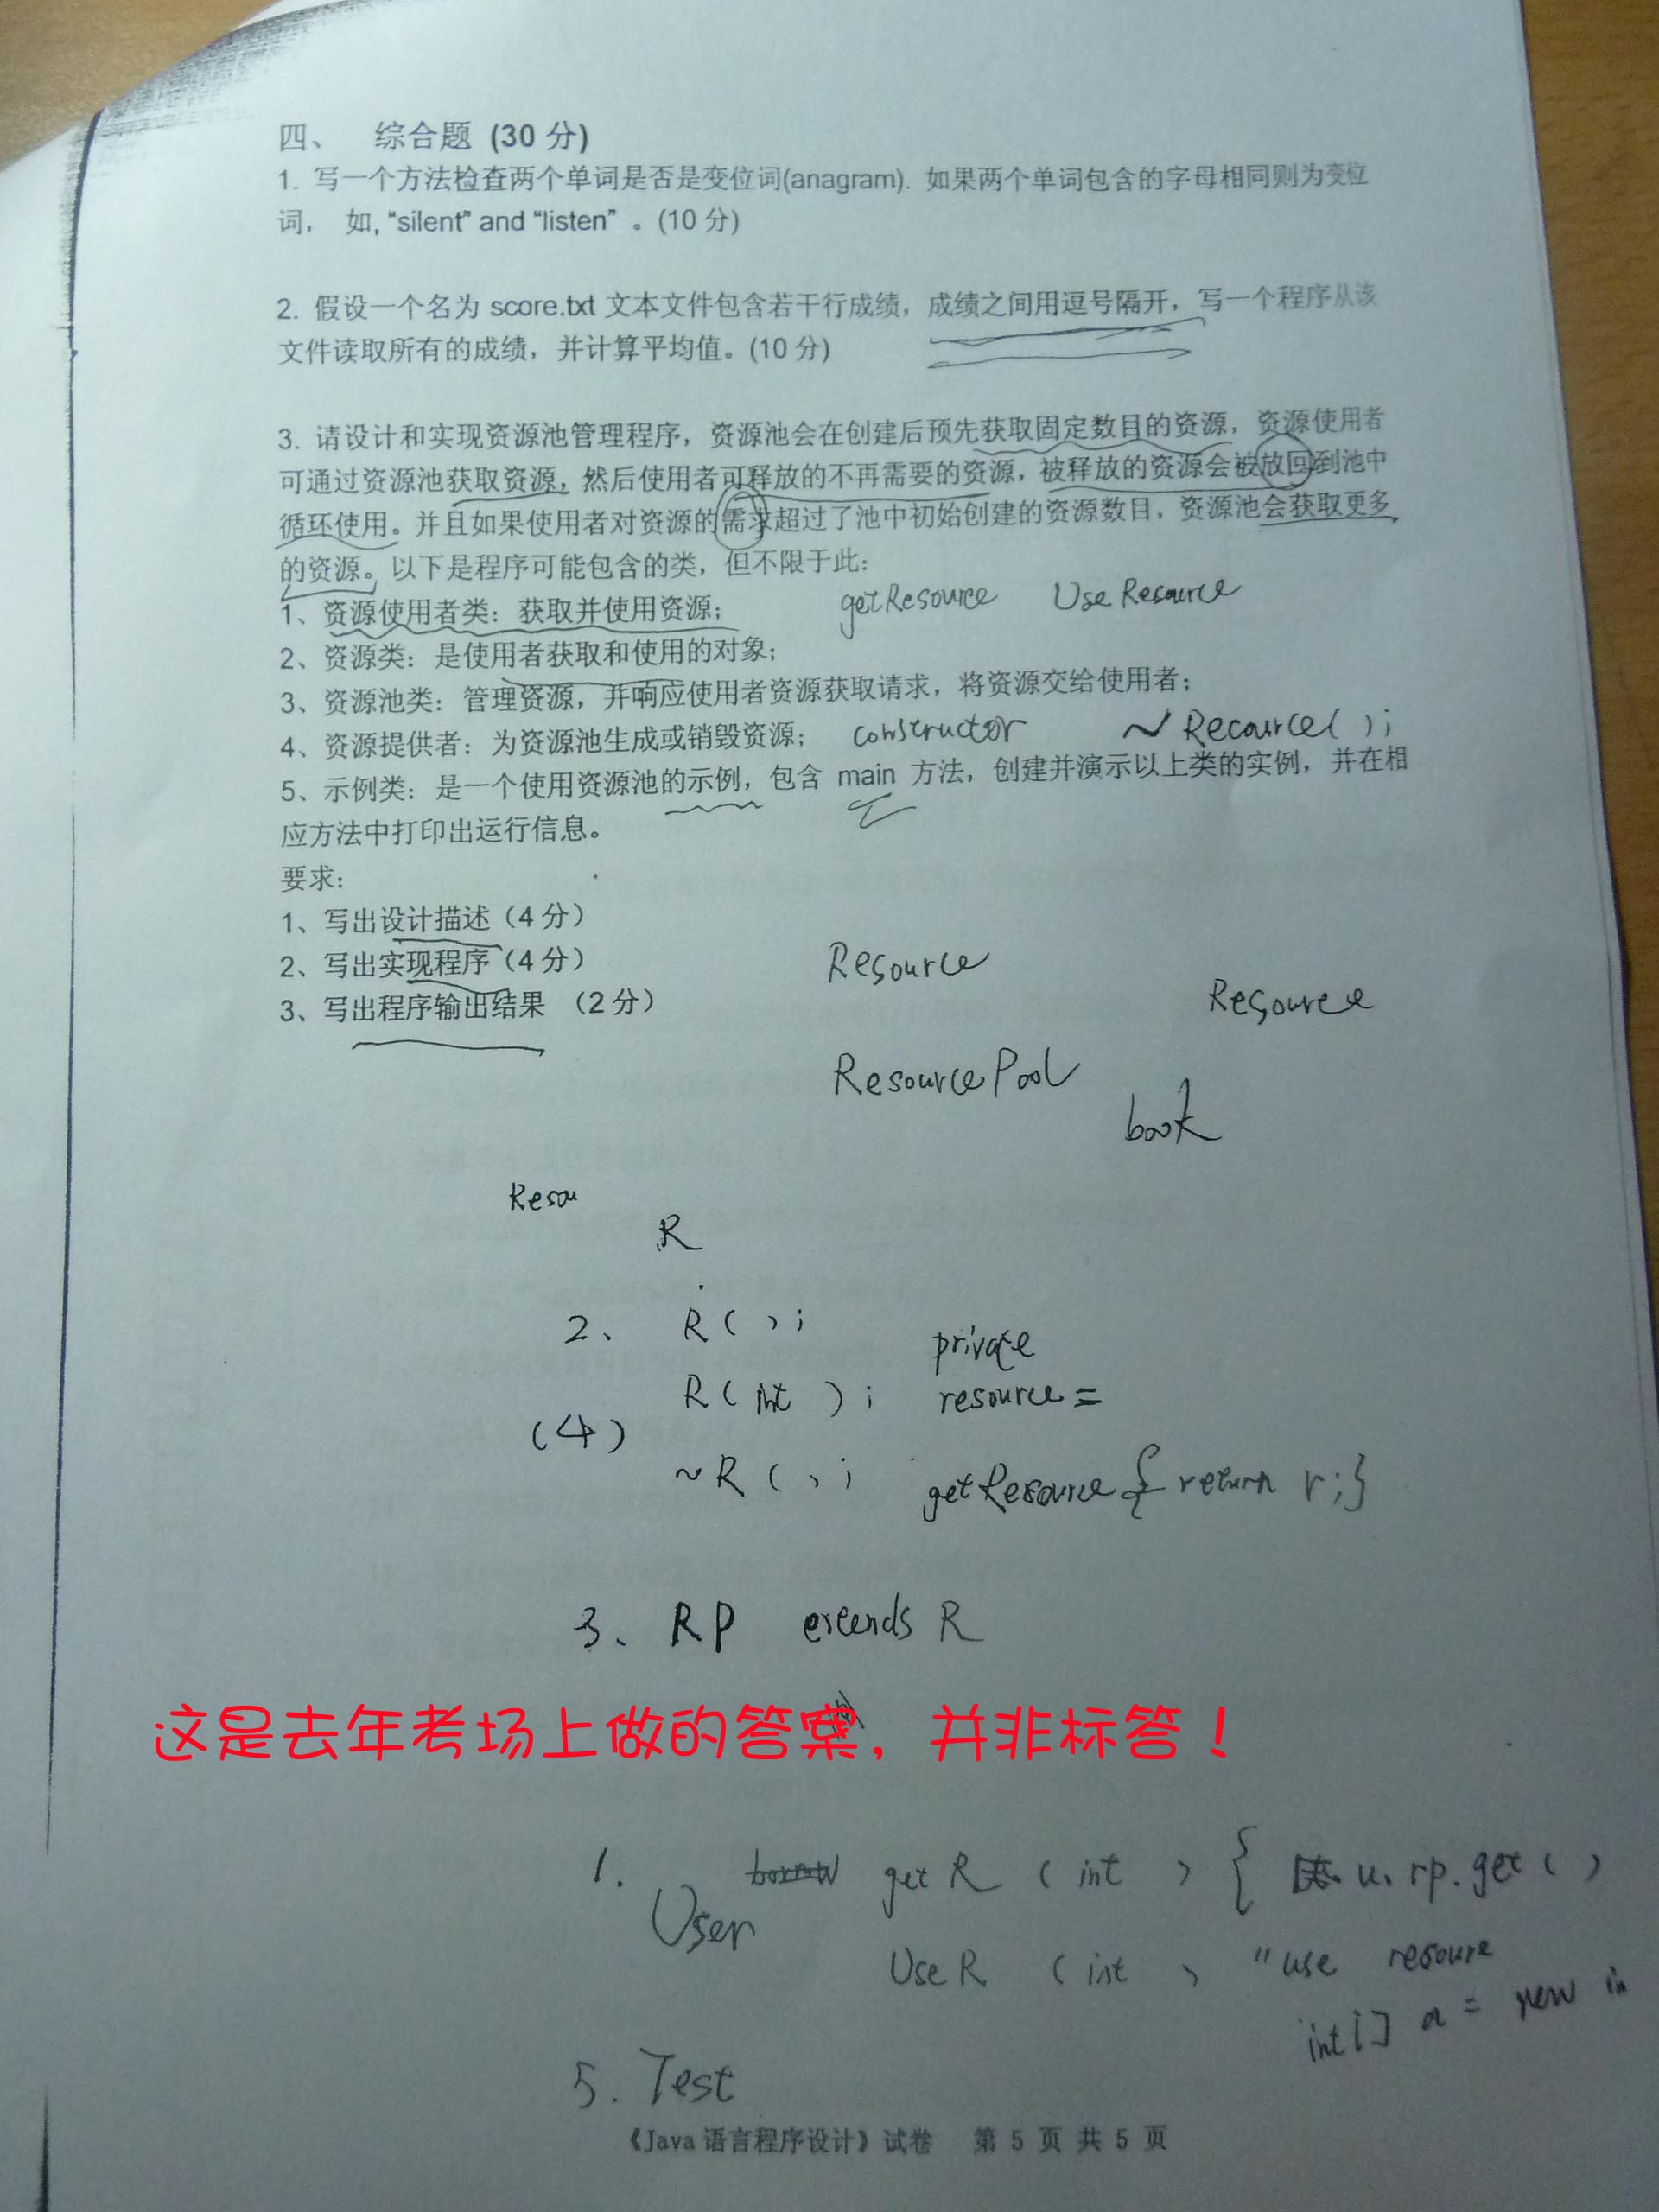 四、 综合题 (30 分)
1. 写一个方法检查两个单词是否是变位词(anagram). 如果两个单词包含的字母相同则为变位
词， 如, “silent” and “listen” 。(10 分)
2. 假设一个名为 score.txt 文本文件包含若干行成绩，成绩之间用逗号隔开，写一个程序从该
文件读取所有的成绩，并计算平均值。(10 分)
3. 请设计和实现资源池管理程序，资源池会在创建后预先获取固定数目的资源，资源使用者
可通过资源池获取资源，然后使用者可释放的不再需要的资源，被释放的资源会被放回到池中
循环使用。并且如果使用者对资源的需求超过了池中初始创建的资源数目，资源池会获取更多
的资源。以下是程序可能包含的类，但不限于此：
1、资源使用者类：获取并使用资源； getResource Use Resource
2、资源类：是使用者获取和使用的对象；
3、资源池类：管理资源，并响应使用者资源获取请求，将资源交给使用者；
4、资源提供者：为资源池生成或销毁资源； constructor ~Recource();
5、示例类：是一个使用资源池的示例，包含 main 方法，创建并演示以上类的实例，并在相
应方法中打印出运行信息。
要求：
1、写出设计描述（4 分）
2、写出实现程序（4 分）
3、写出程序输出结果 （2 分）
Resource
Resource
ResourcePool
book
Resou
R
2、 R();
private
R(int ); resource =
(4)
~R(); getResource{return r;}
3、 RP extends R
这是去年考场上做的答案，并非标答！
1. User getR (int ) { u. rp.get()
UseR (int ) "use resoure
int[] a = new in
5. Test
《Java 语言程序设计》试卷 第 5 页 共 5 页